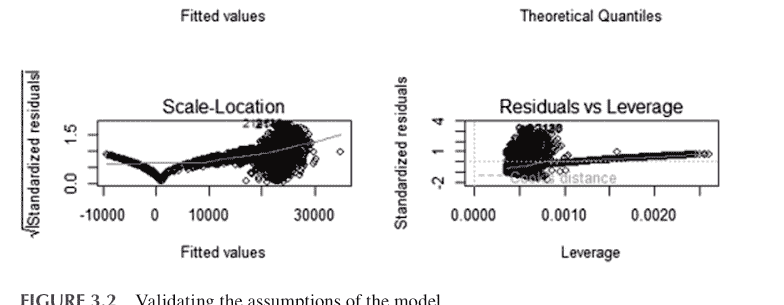 Fitted values
Theoretical Quantiles
Scale-Location
√|Standardized residuals|
1.5
0.0
-10000 0 10000 30000
Fitted values
Residuals vs Leverage
Standardized residuals
4
1
-2
Cook's distance
0.0000 0.0010 0.0020
Leverage
FIGURE 3.2 Validating the assumptions of the model